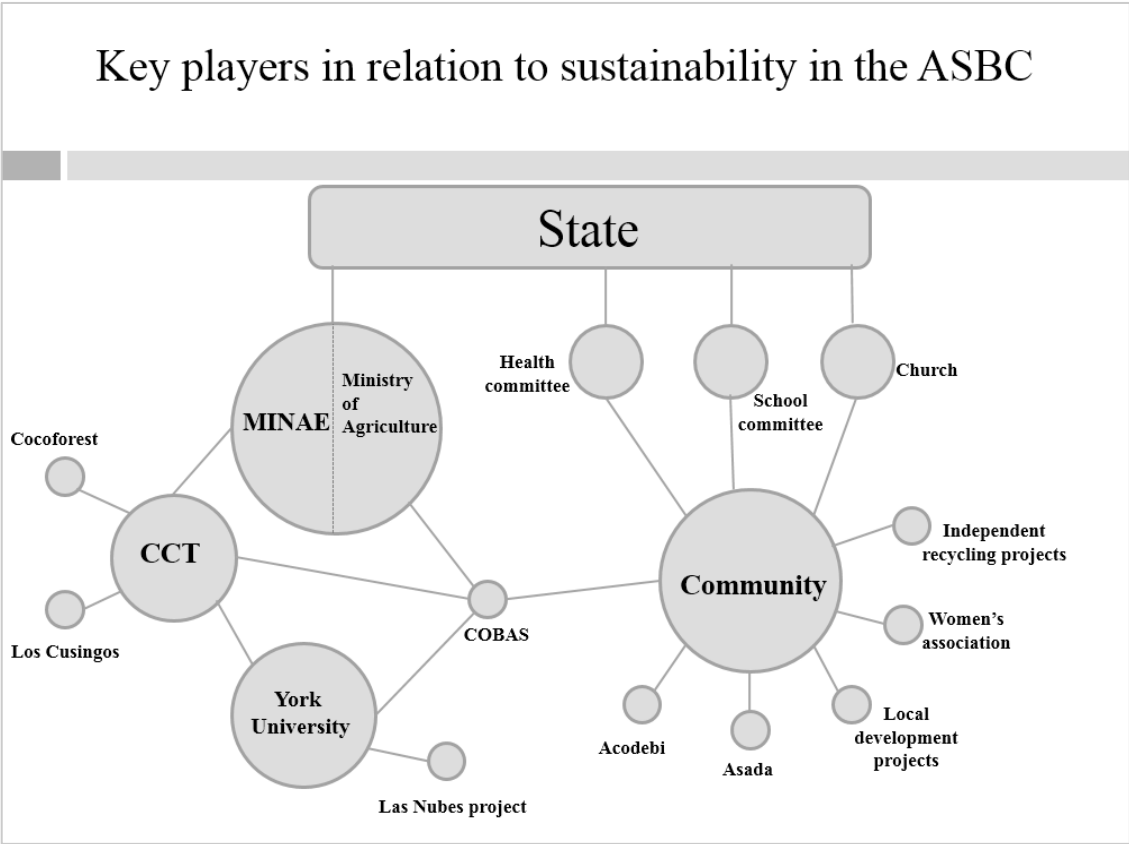 Key players in relation to sustainability in the ASBC
State
Health
committee
School
committee
Church
MINAE
Ministry
of
Agriculture
Cocoforest
CCT
Los Cusingos
COBAS
York
University
Las Nubes project
Community
Independent
recycling projects
Women’s
association
Local
development
projects
Acodebi
Asada